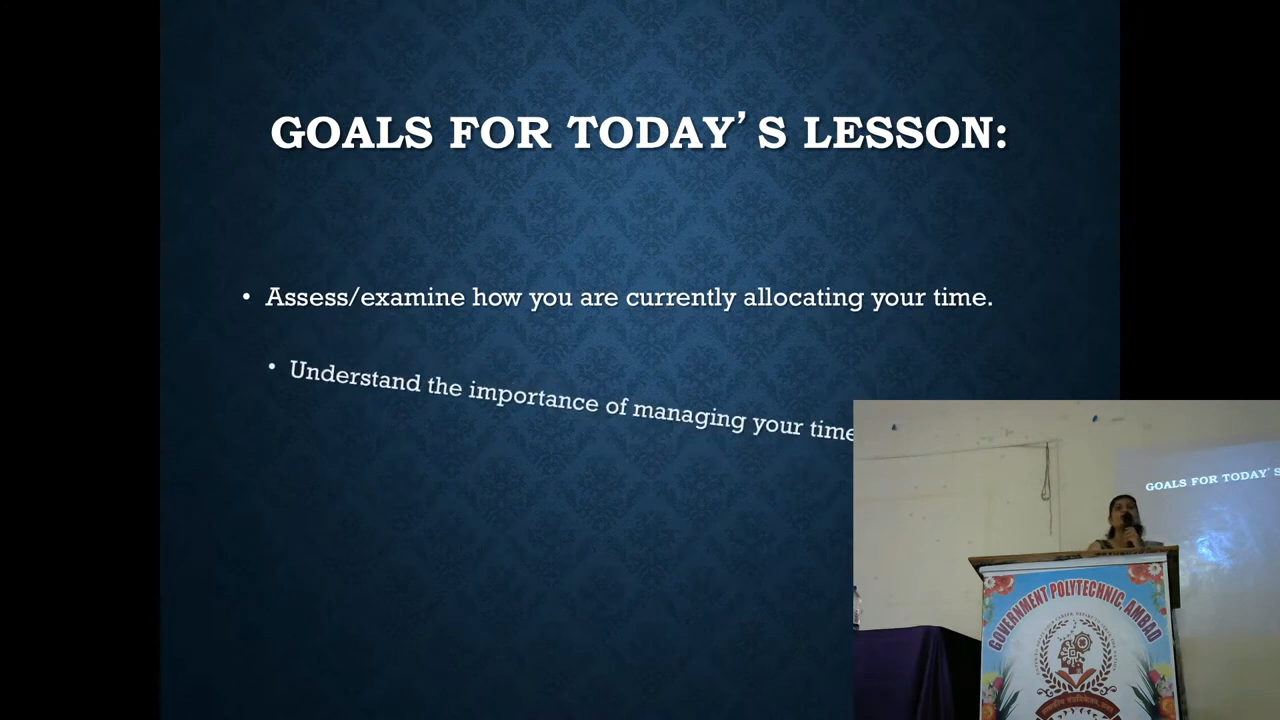 GOALS FOR TODAY’S LESSON:
• Assess/examine how you are currently allocating your time.
• Understand the importance of managing your time
GOALS FOR TODAY’S
GOVERNMENT POLYTECHNIC, AMBAD